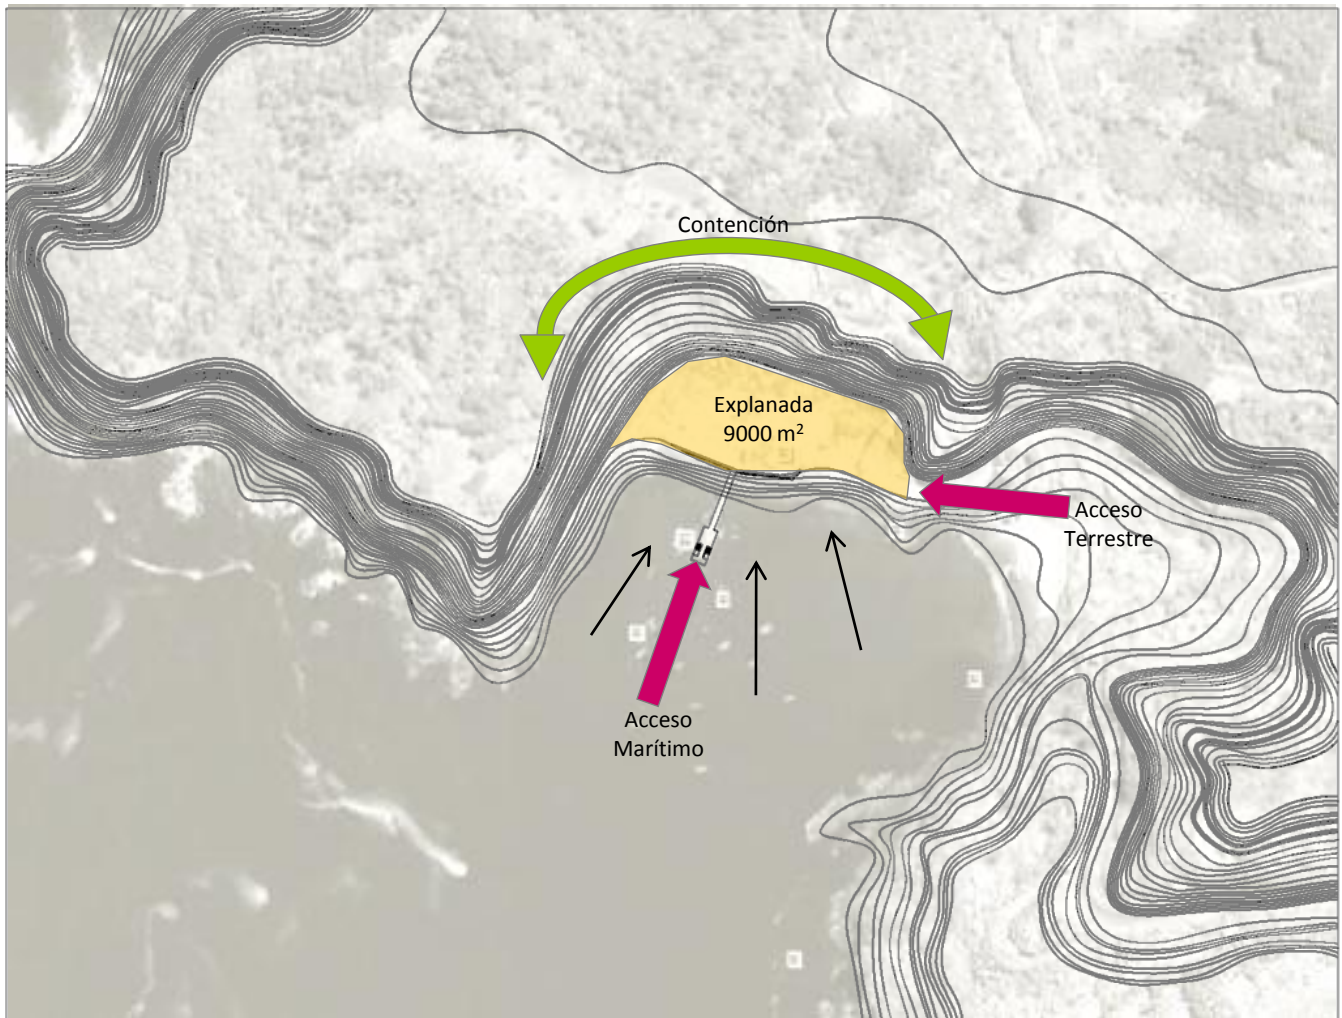 Contención
Explanada
9000 m²
Acceso
Terrestre
Acceso
Marítimo